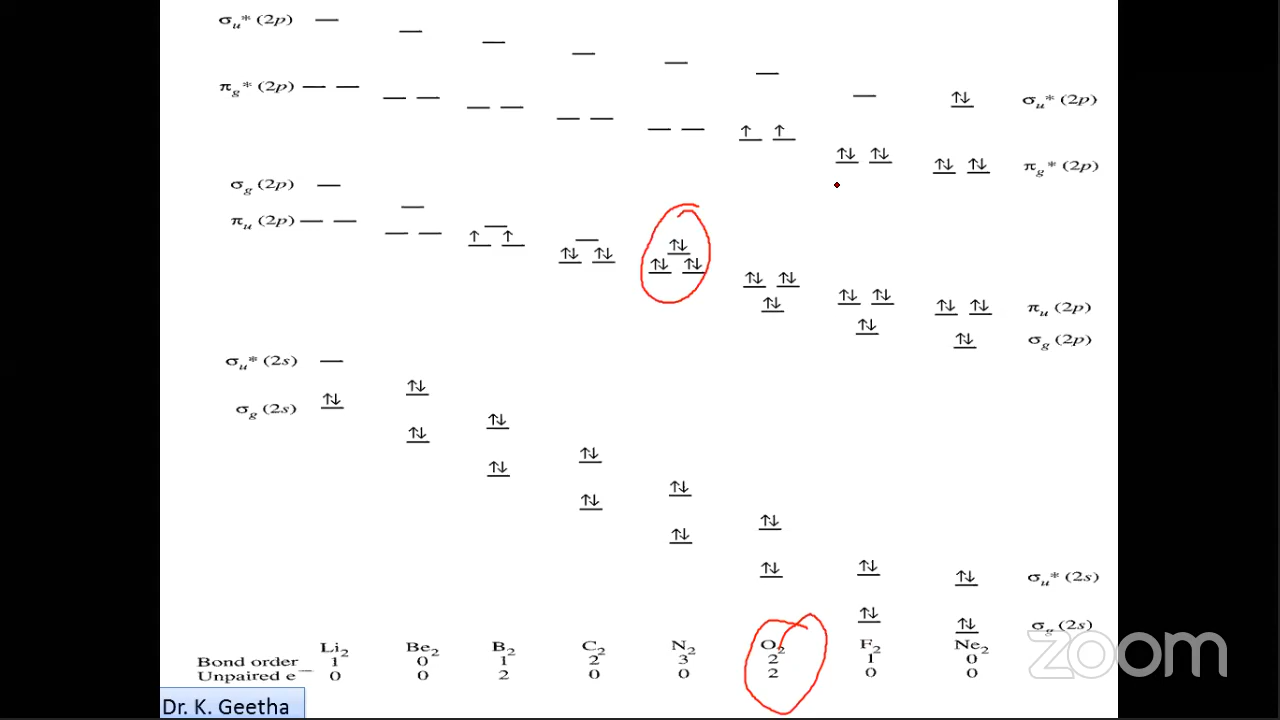 σu* (2p)
πg* (2p)
σu* (2p)
πg* (2p)
σg (2p)
πu (2p)
πu (2p)
σg (2p)
σu* (2s)
σg (2s)
σu* (2s)
σg (2s)
Li2 Be2 B2 C2 N2 O2 F2 Ne2
Bond order 1 0 1 2 3 2 1 0
Unpaired e− 0 0 2 0 0 2 0 0
zoom
Dr. K. Geetha